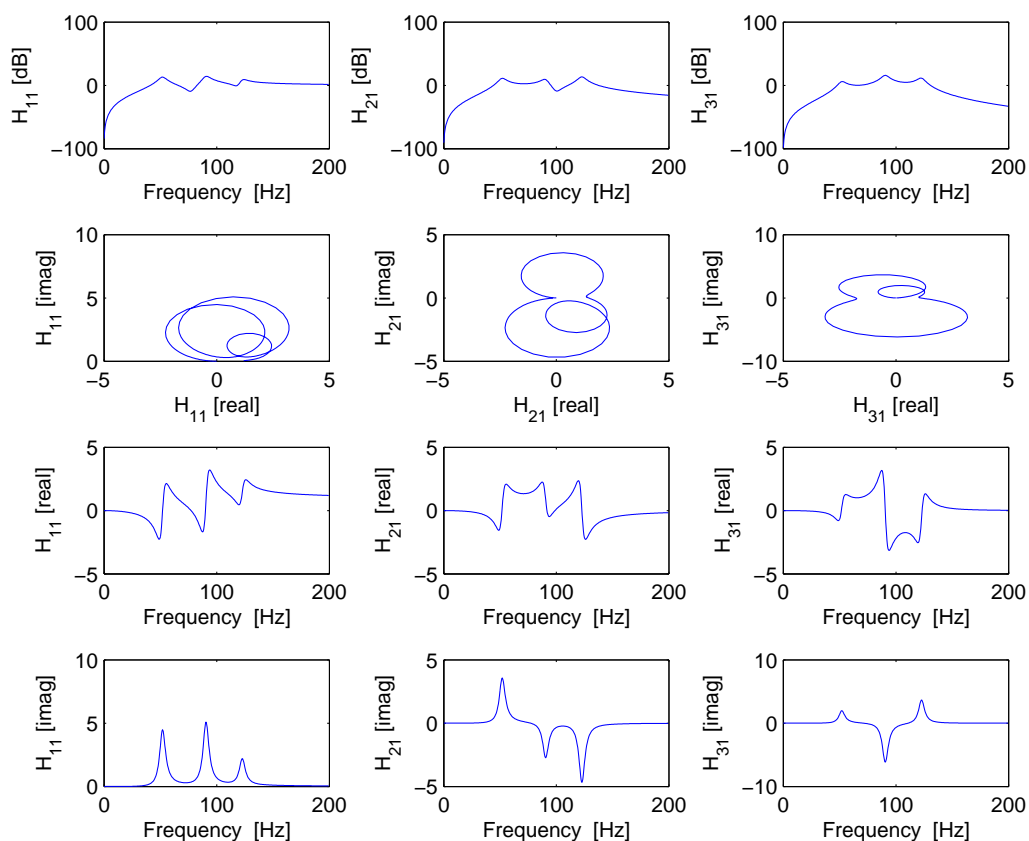 100
0
−100
H11 [dB]
0 100 200
Frequency [Hz]
100
0
−100
H21 [dB]
0 100 200
Frequency [Hz]
100
0
−100
H31 [dB]
0 100 200
Frequency [Hz]
10
5
0
H11 [imag]
−5 0 5
H11 [real]
5
0
−5
H21 [imag]
−5 0 5
H21 [real]
10
0
−10
H31 [imag]
−5 0 5
H31 [real]
5
0
−5
H11 [real]
0 100 200
Frequency [Hz]
5
0
−5
H21 [real]
0 100 200
Frequency [Hz]
5
0
−5
H31 [real]
0 100 200
Frequency [Hz]
10
5
0
H11 [imag]
0 100 200
Frequency [Hz]
5
0
−5
H21 [imag]
0 100 200
Frequency [Hz]
10
0
−10
H31 [imag]
0 100 200
Frequency [Hz]